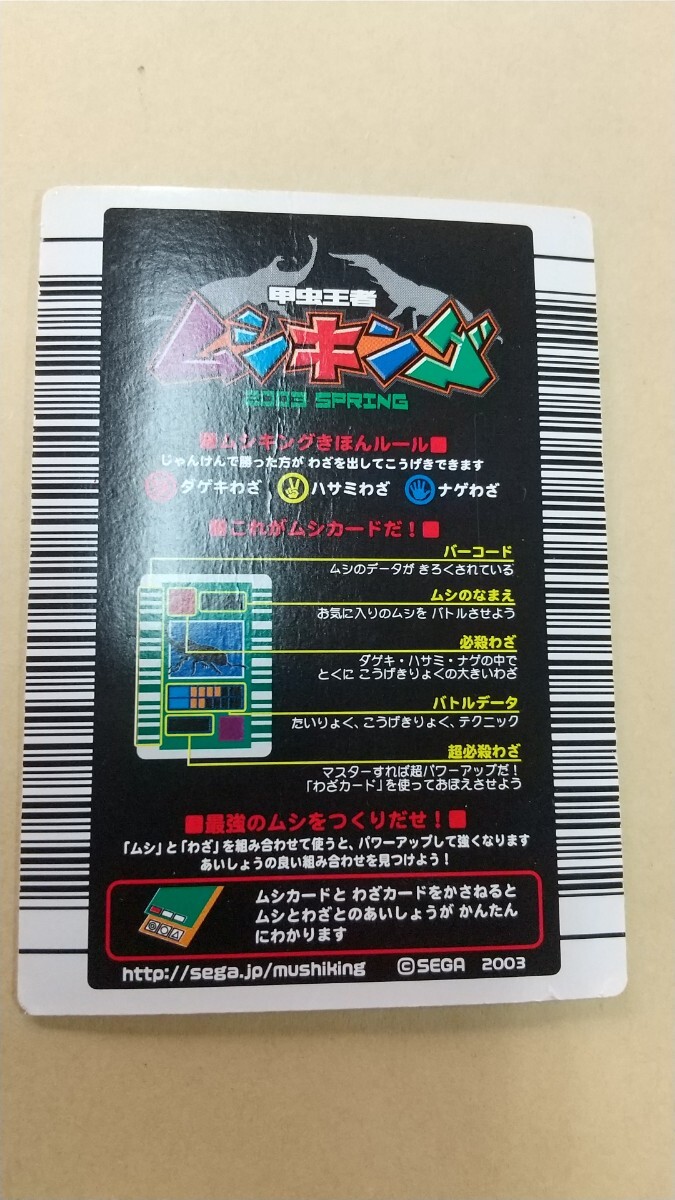 甲虫王者
ムシキング
2003 SPRING
■ムシキングきほんルール■
じゃんけんで勝った方が わざを出してこうげきできます
ダゲキわざ ハサミわざ ナゲわざ
■これがムシカードだ！■
バーコード
ムシのデータが きろくされている
ムシのなまえ
お気に入りのムシを バトルさせよう
必殺わざ
ダゲキ・ハサミ・ナゲの中で
とくに こうげきりょくの大きいわざ
バトルデータ
たいりょく、こうげきりょく、テクニック
超必殺わざ
マスターすれば超パワーアップだ！
「わざカード」を使っておぼえさせよう
■最強のムシをつくりだせ！■
「ムシ」と「わざ」を組み合わせて使うと、パワーアップして強くなります
あいしょうの良い組み合わせを見つけよう！
ムシカードと わざカードをかさねると
ムシとわざとのあいしょうが かんたん
にわかります
http://sega.jp/mushiking ©SEGA 2003